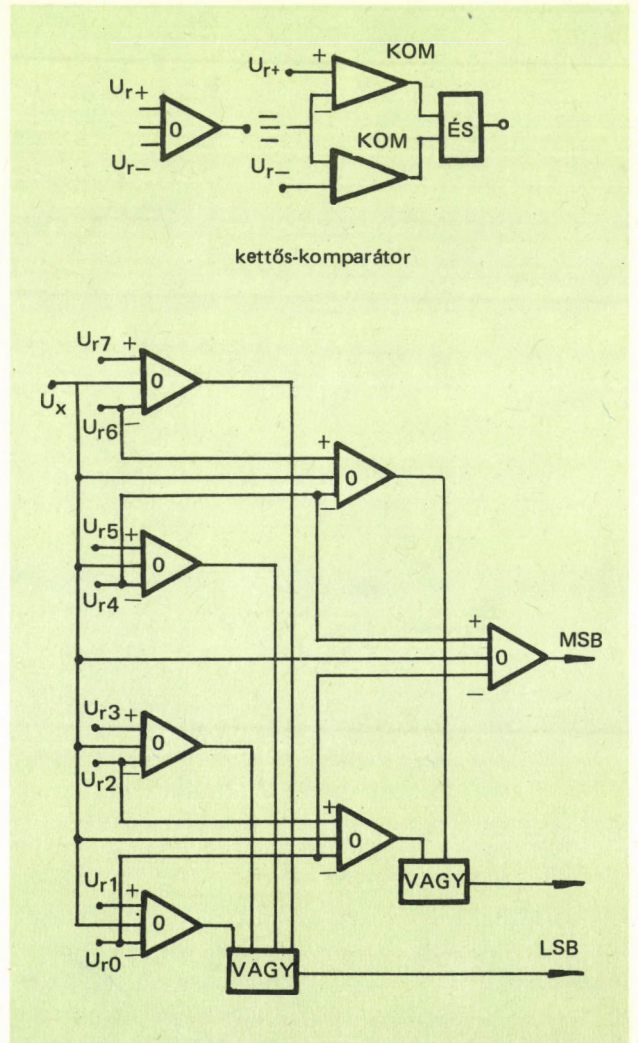 KOM
Ur+ +
Ur+
0
ÉS
KOM
Ur−
Ur− −
kettős-komparátor
Ur7 +
0
Ux
Ur6 −
+
0
−
Ur5 +
0
Ur4 −
+
MSB
0
−
Ur3 +
0
Ur2 −
+
0
−
VAGY
Ur1 +
0
Ur0 −
LSB
VAGY